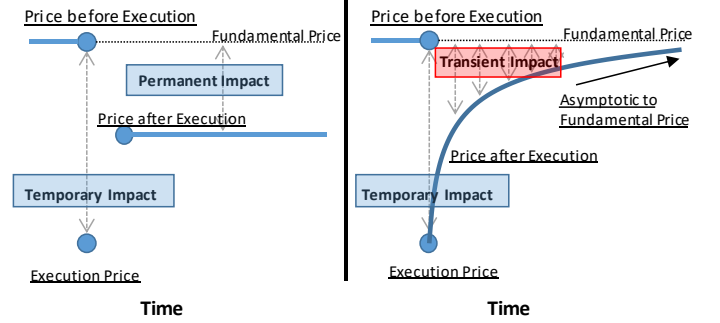 Price before Execution
Fundamental Price
Permanent Impact
Price after Execution
Temporary Impact
Execution Price
Time
Price before Execution
Fundamental Price
Transient Impact
Asymptotic to
Fundamental Price
Price after Execution
Temporary Impact
Execution Price
Time